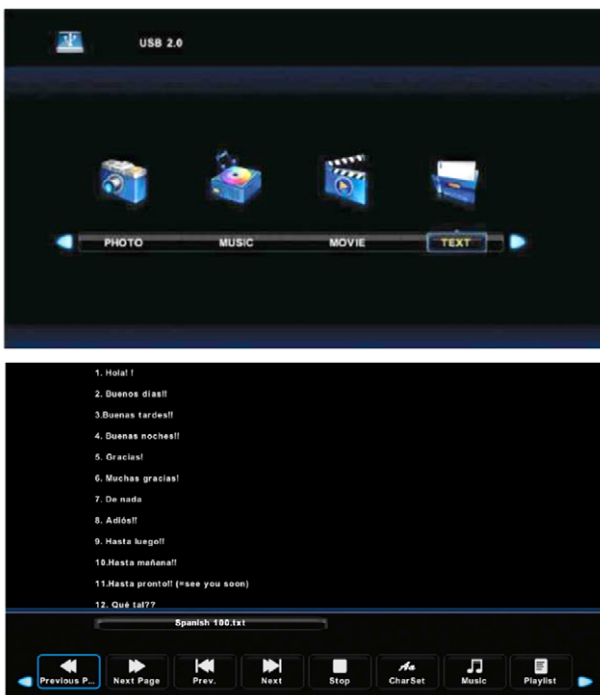 USB 2.0
PHOTO MUSIC MOVIE TEXT
1. Hola! !
2. Buenos días!!
3.Buenas tardes!!
4. Buenas noches!!
5. Gracias!
6. Muchas gracias!
7. De nada
8. Adiós!!
9. Hasta luego!!
10.Hasta mañana!!
11.Hasta pronto!! (=see you soon)
12. Qué tal??
Spanish 100.txt
Previous P... Next Page Prev. Next Stop CharSet Music Playlist